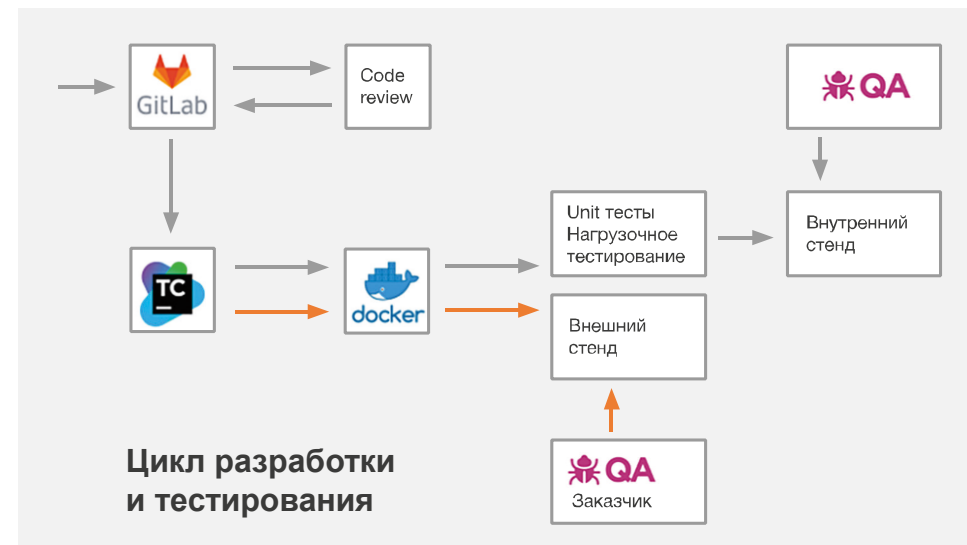 GitLab
Code
review
QA
TC
docker
Unit тесты
Нагрузочное
тестирование
Внутренний
стенд
Внешний
стенд
QA
Заказчик
Цикл разработки
и тестирования